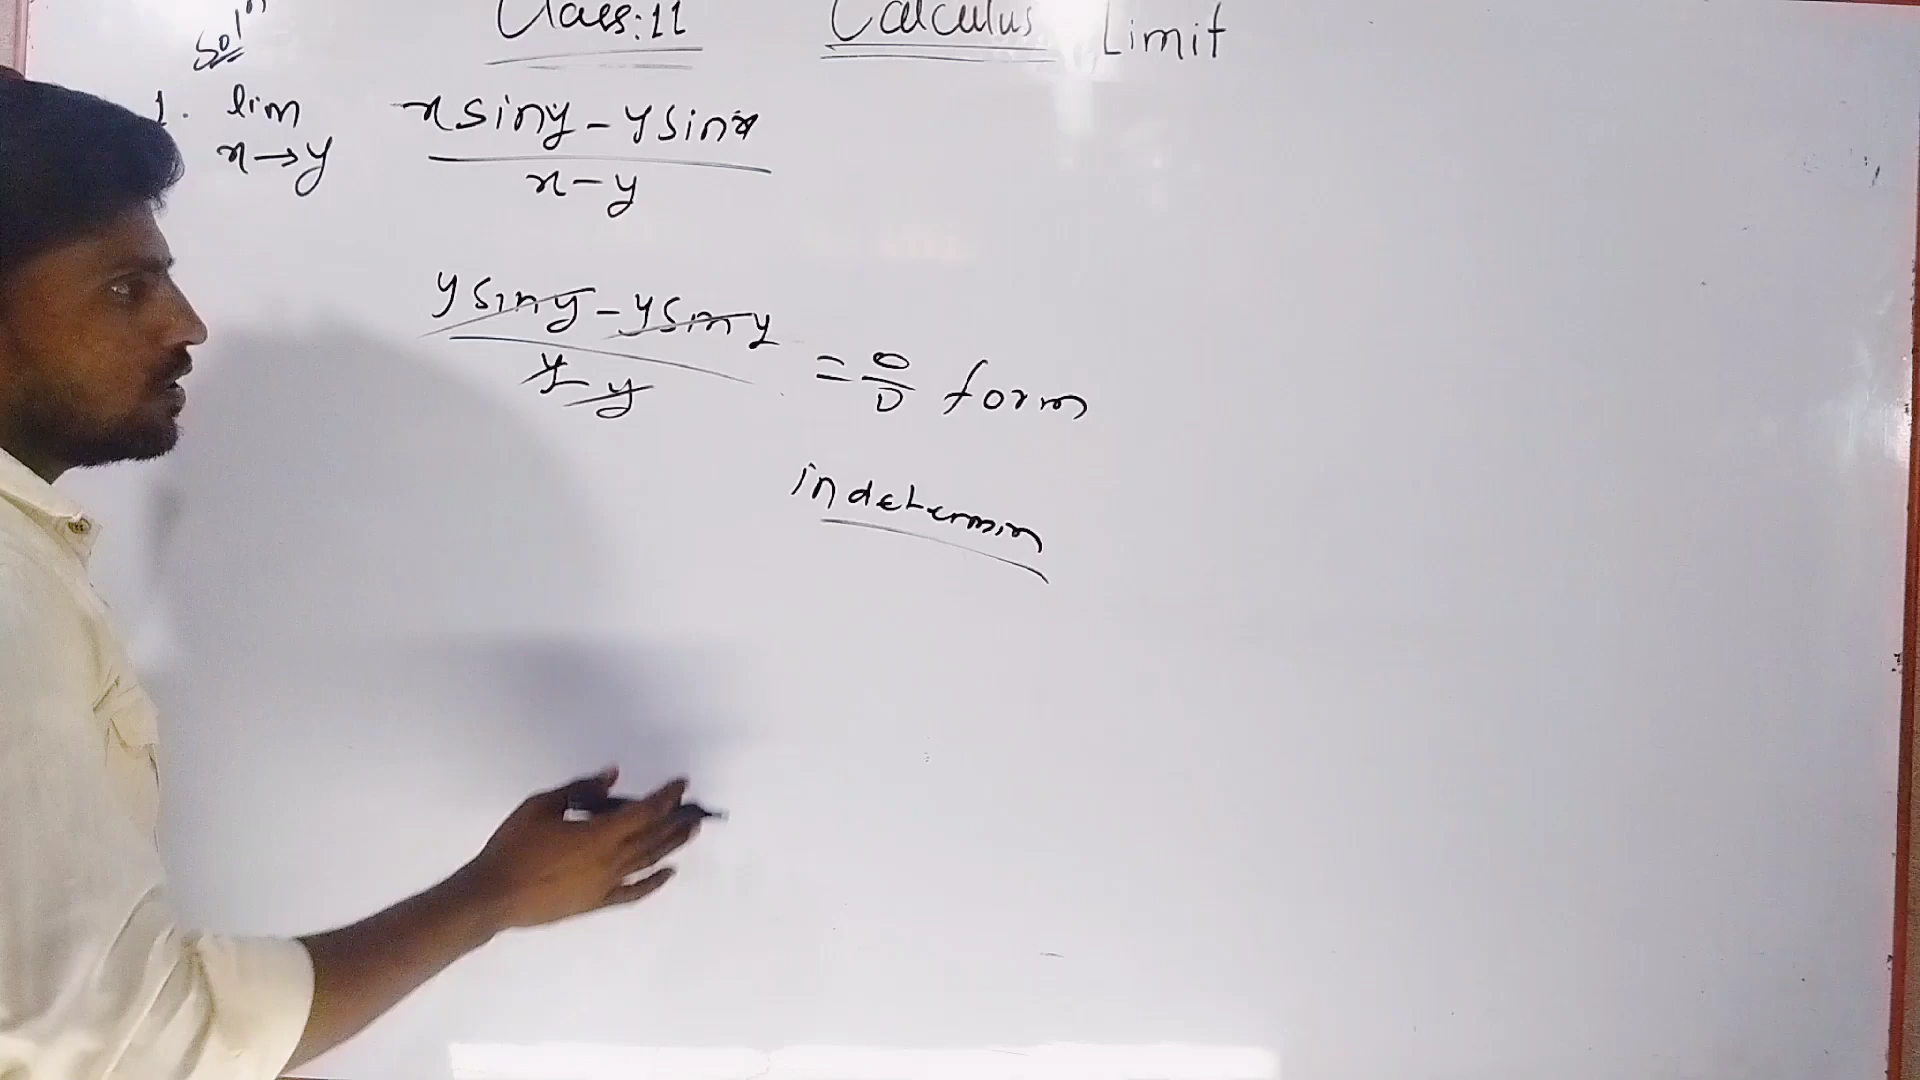 Class:11 Calculus Limit
Solⁿ
1. lim x→y (x sin y - y sin x)/(x-y)
(y sin y - y sin y)/(y-y) = 0/0 form
indetermin